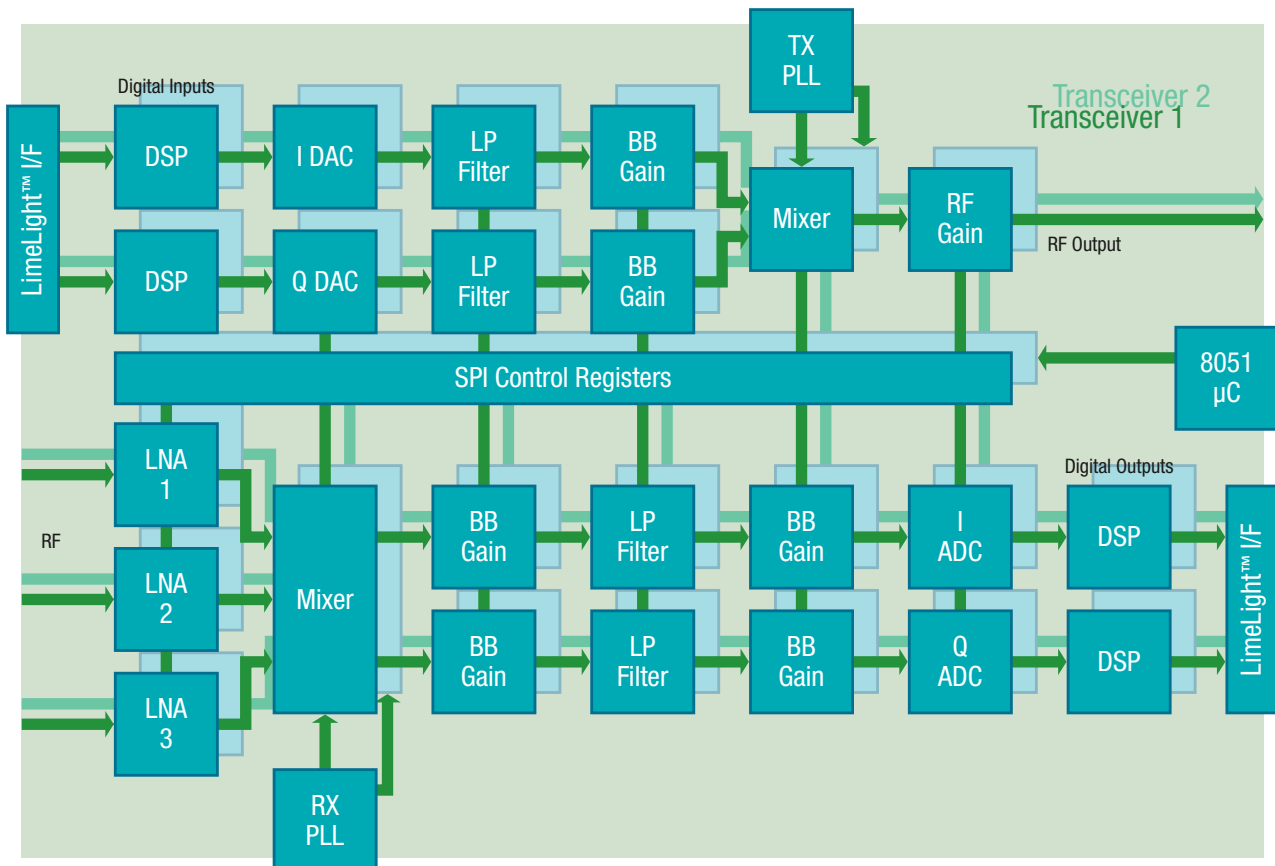 TX
PLL
Digital Inputs
Transceiver 2
Transceiver 1
LimeLight™ I/F
DSP
I DAC
LP
Filter
BB
Gain
Mixer
RF
Gain
RF Output
DSP
Q DAC
LP
Filter
BB
Gain
SPI Control Registers
8051
µC
LNA
1
RF
LNA
2
LNA
3
Mixer
BB
Gain
LP
Filter
BB
Gain
I
ADC
Digital Outputs
DSP
LimeLight™ I/F
BB
Gain
LP
Filter
BB
Gain
Q
ADC
DSP
RX
PLL